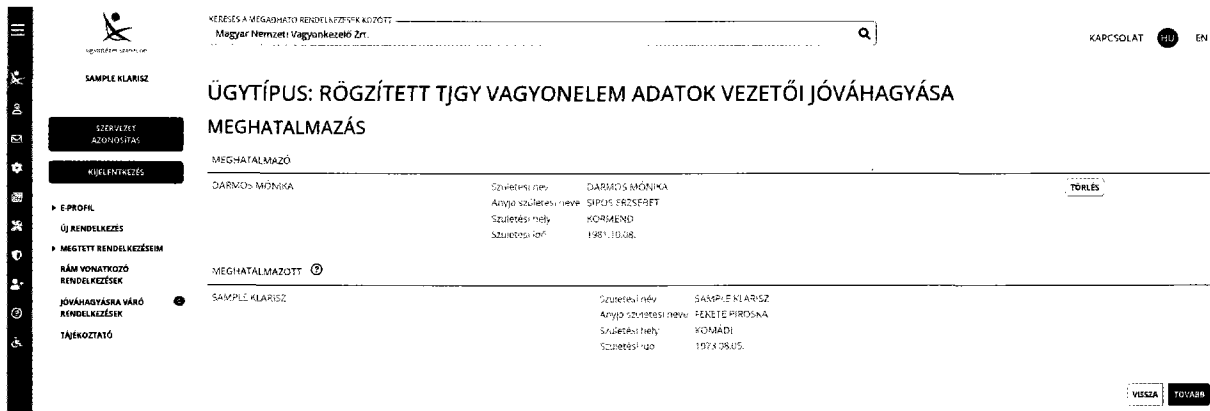 KERESÉS A MEGADHATÓ RENDELKEZÉSEK KÖZÖTT
Magyar Nemzeti Vagyonkezelő Zrt.
KAPCSOLAT HU EN
SAMPLE KLARISZ
ÜGYTÍPUS: RÖGZÍTETT TJGY VAGYONELEM ADATOK VEZETŐI JÓVÁHAGYÁSA
MEGHATALMAZÁS
SZERVEZET
AZONOSÍTÁS
KIJELENTKEZÉS
E-PROFIL
ÚJ RENDELKEZÉS
MEGTETT RENDELKEZÉSEIM
RÁM VONATKOZÓ
RENDELKEZÉSEK
JÓVÁHAGYÁSRA VÁRÓ
RENDELKEZÉSEK
TÁJÉKOZTATÓ
MEGHATALMAZÓ
DARMOS MÓNIKA
Születési név DARMOS MÓNIKA
Anyja születési neve SIPOS ERZSÉBET
Születési hely KÖRMEND
Születési idő 1981.10.08.
TÖRLÉS
MEGHATALMAZOTT
SAMPLE KLARISZ
Születési név SAMPLE KLARISZ
Anyja születési neve FEKETE PIROSKA
Születési hely KOMÁDI
Születési idő 1973.08.05.
VISSZA TOVÁBB